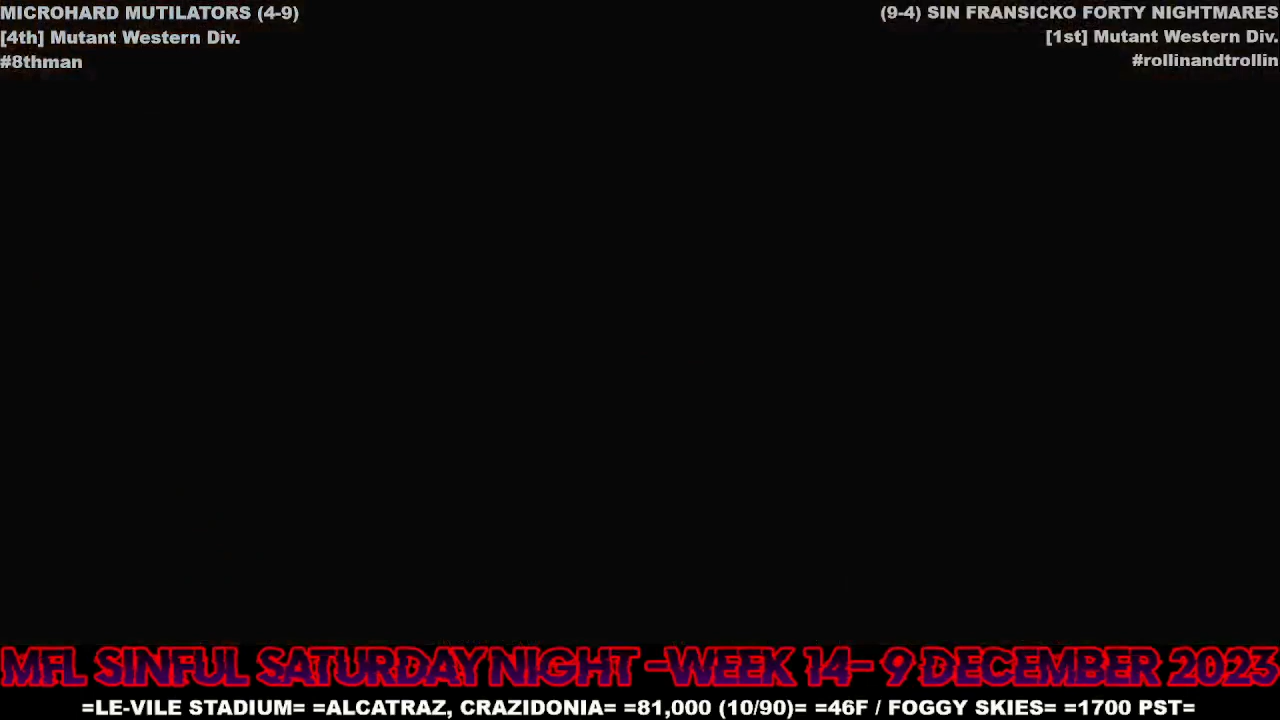 MICROHARD MUTILATORS (4-9)
[4th] Mutant Western Div.
#8thman
(9-4) SIN FRANSICKO FORTY NIGHTMARES
[1st] Mutant Western Div.
#rollinandtrollin
MFL SINFUL SATURDAY NIGHT -WEEK 14- 9 DECEMBER 2023
=LE-VILE STADIUM= =ALCATRAZ, CRAZIDONIA= =81,000 (10/90)= =46F / FOGGY SKIES= =1700 PST=